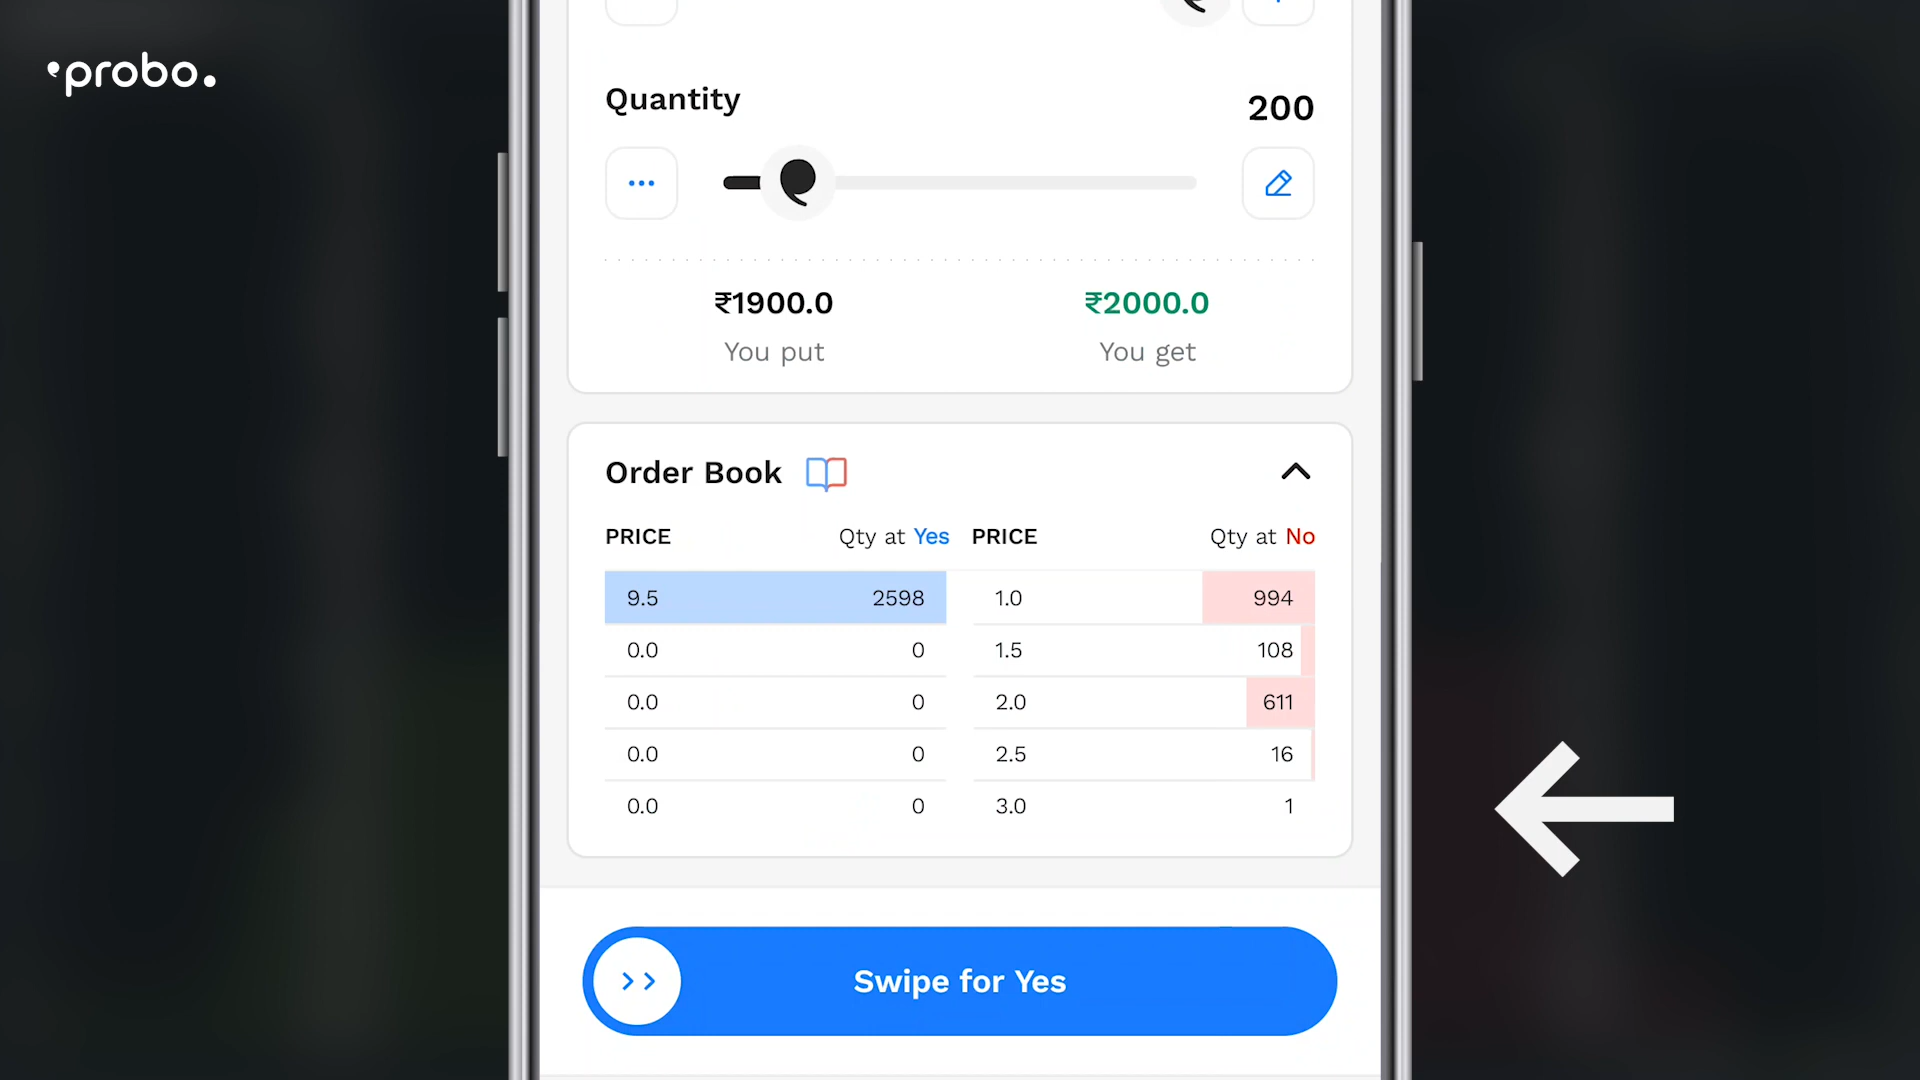 probo.
Quantity
200
₹1900.0
₹2000.0
You put
You get
Order Book
PRICE Qty at Yes PRICE Qty at No
9.5 2598 1.0 994
0.0 0 1.5 108
0.0 0 2.0 611
0.0 0 2.5 16
0.0 0 3.0 1
Swipe for Yes